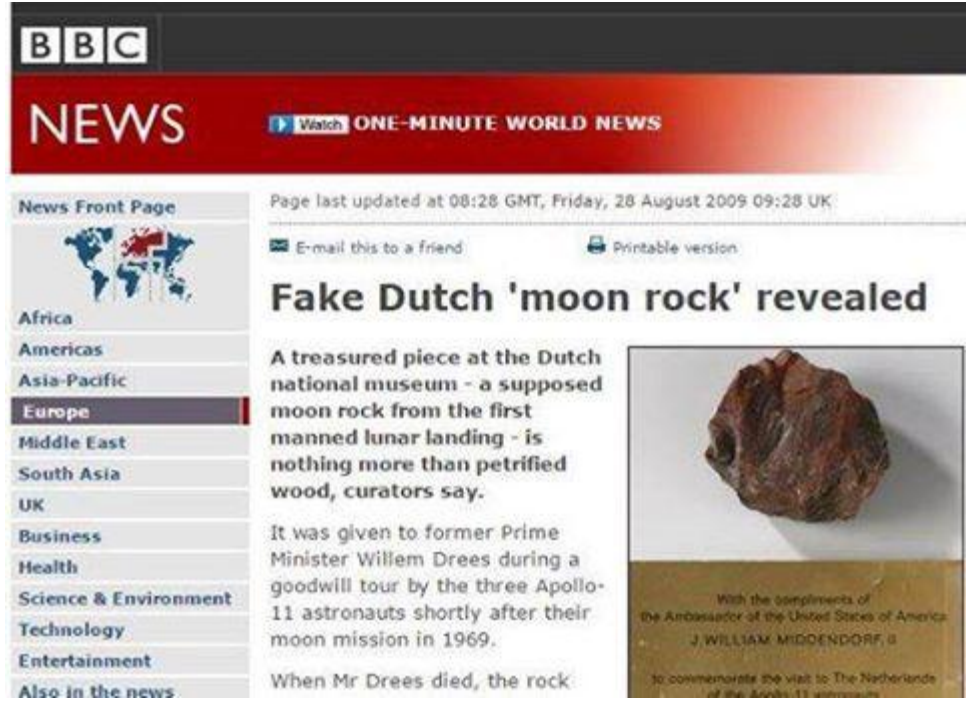 BBC
NEWS
Watch ONE-MINUTE WORLD NEWS
News Front Page
Africa
Americas
Asia-Pacific
Europe
Middle East
South Asia
UK
Business
Health
Science & Environment
Technology
Entertainment
Also in the news
Page last updated at 08:28 GMT, Friday, 28 August 2009 09:28 UK
E-mail this to a friend
Printable version
Fake Dutch 'moon rock' revealed
A treasured piece at the Dutch
national museum - a supposed
moon rock from the first
manned lunar landing - is
nothing more than petrified
wood, curators say.
It was given to former Prime
Minister Willem Drees during a
goodwill tour by the three Apollo-
11 astronauts shortly after their
moon mission in 1969.
When Mr Drees died, the rock
With the compliments of
the Ambassador of the United States of America
J. WILLIAM MIDDENDORF, II
to commemorate the visit to The Netherlands
of the Apollo-11 astronauts